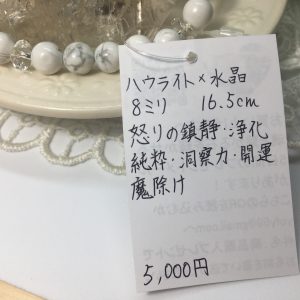 ハウライト×水晶
8ミリ 16.5cm
怒りの鎮静・浄化
純粋・洞察力・開運
魔除け
5,000円